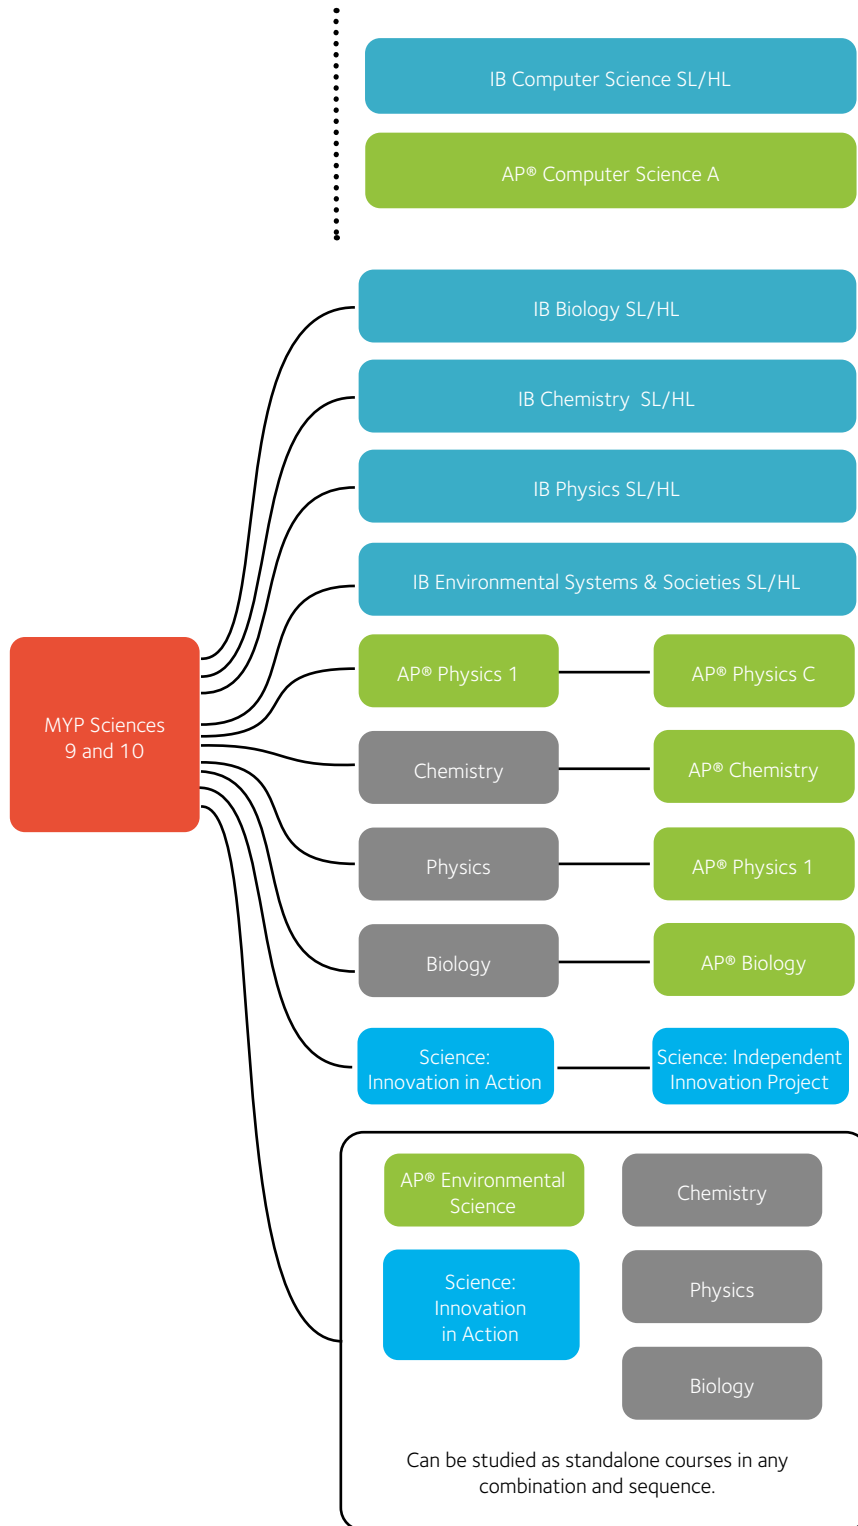 IB Computer Science SL/HL
AP® Computer Science A
IB Biology SL/HL
IB Chemistry  SL/HL
IB Physics SL/HL
IB Environmental Systems & Societies SL/HL
MYP Sciences
9 and 10
AP® Physics 1
AP® Physics C
Chemistry
AP® Chemistry
Physics
AP® Physics 1
Biology
AP® Biology
Science:
Innovation in Action
Science: Independent
Innovation Project
AP® Environmental
Science
Chemistry
Science:
Innovation
in Action
Physics
Biology
Can be studied as standalone courses in any
combination and sequence.